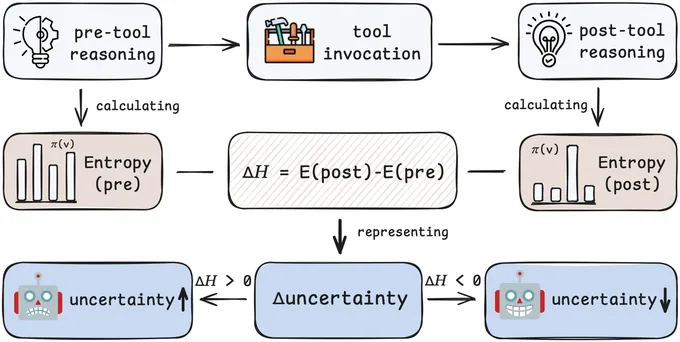 pre-tool
reasoning
tool
invocation
post-tool
reasoning
calculating
calculating
π(v)
Entropy
(pre)
ΔH = E(post)-E(pre)
π(v)
Entropy
(post)
representing
uncertainty↑
ΔH > 0
Δuncertainty
ΔH < 0
uncertainty↓